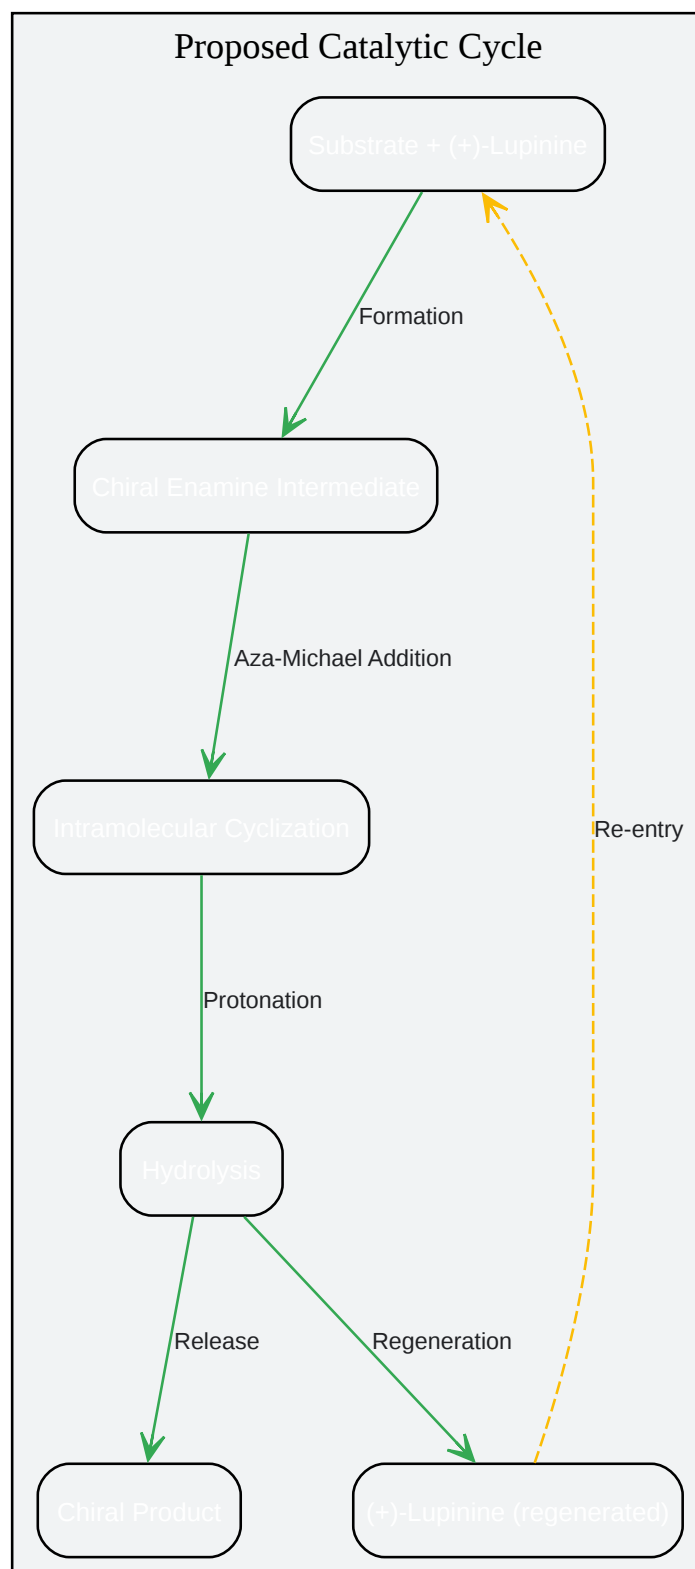 Proposed Catalytic Cycle
Substrate + (+)-Lupinine
Formation
Chiral Enamine Intermediate
Aza-Michael Addition
Intramolecular Cyclization
Re-entry
Protonation
Hydrolysis
Release
Regeneration
Chiral Product
(+)-Lupinine (regenerated)